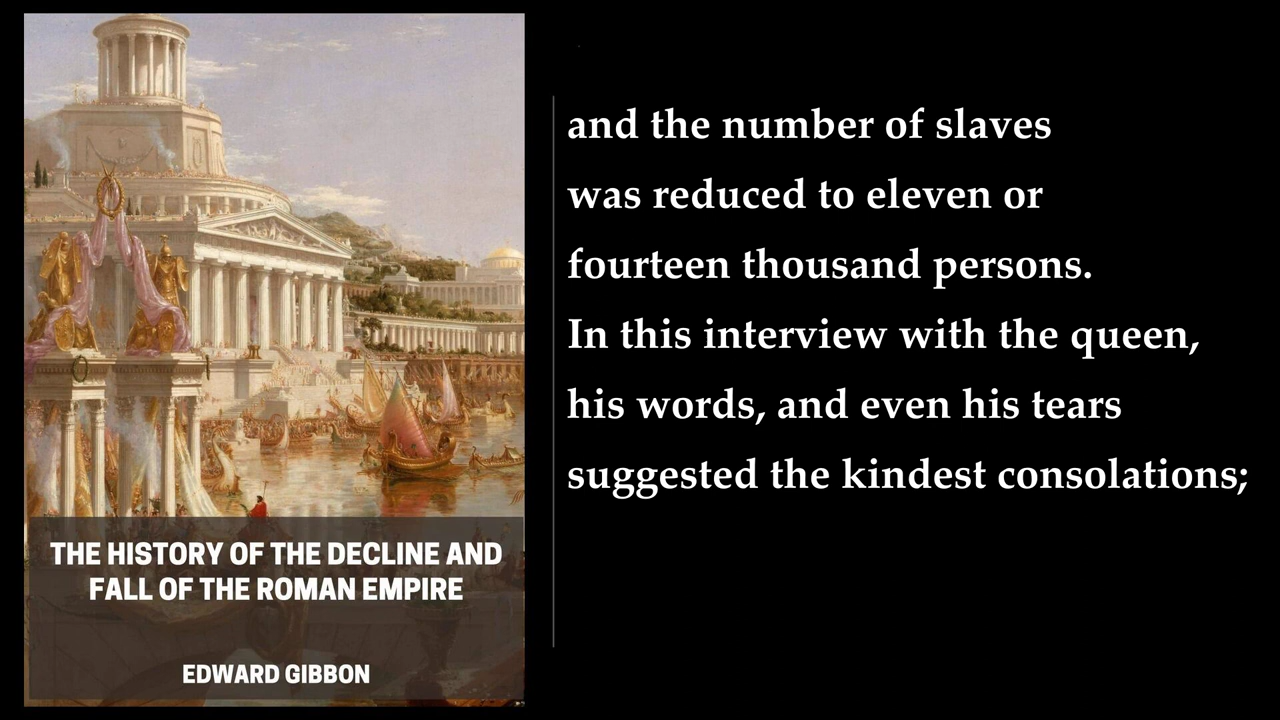 THE HISTORY OF THE DECLINE AND
FALL OF THE ROMAN EMPIRE
EDWARD GIBBON
and the number of slaves
was reduced to eleven or
fourteen thousand persons.
In this interview with the queen,
his words, and even his tears
suggested the kindest consolations;